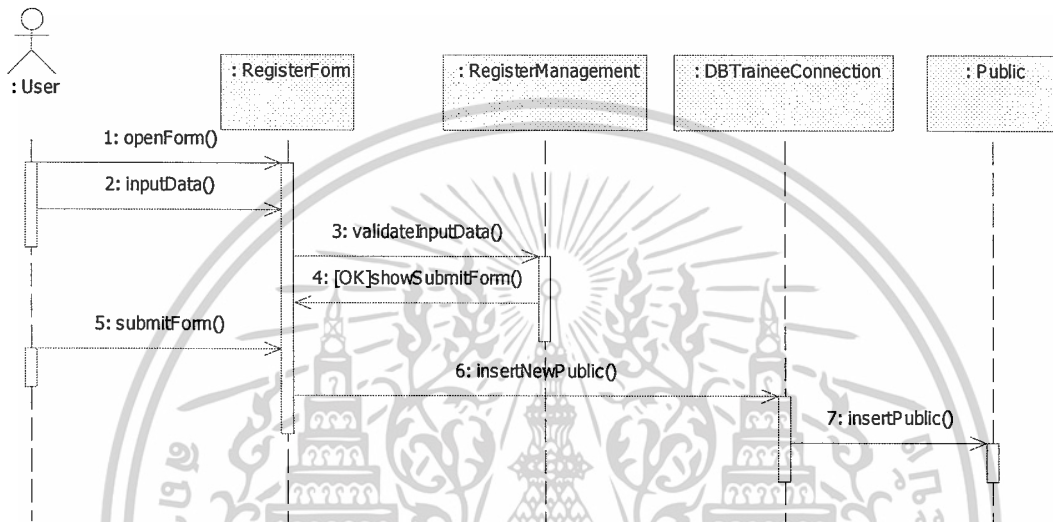 : User
: RegisterForm
: RegisterManagement
: DBTraineeConnection
: Public
1: openForm()
2: inputData()
3: validateInputData()
4: [OK]showSubmitForm()
5: submitForm()
6: insertNewPublic()
7: insertPublic()